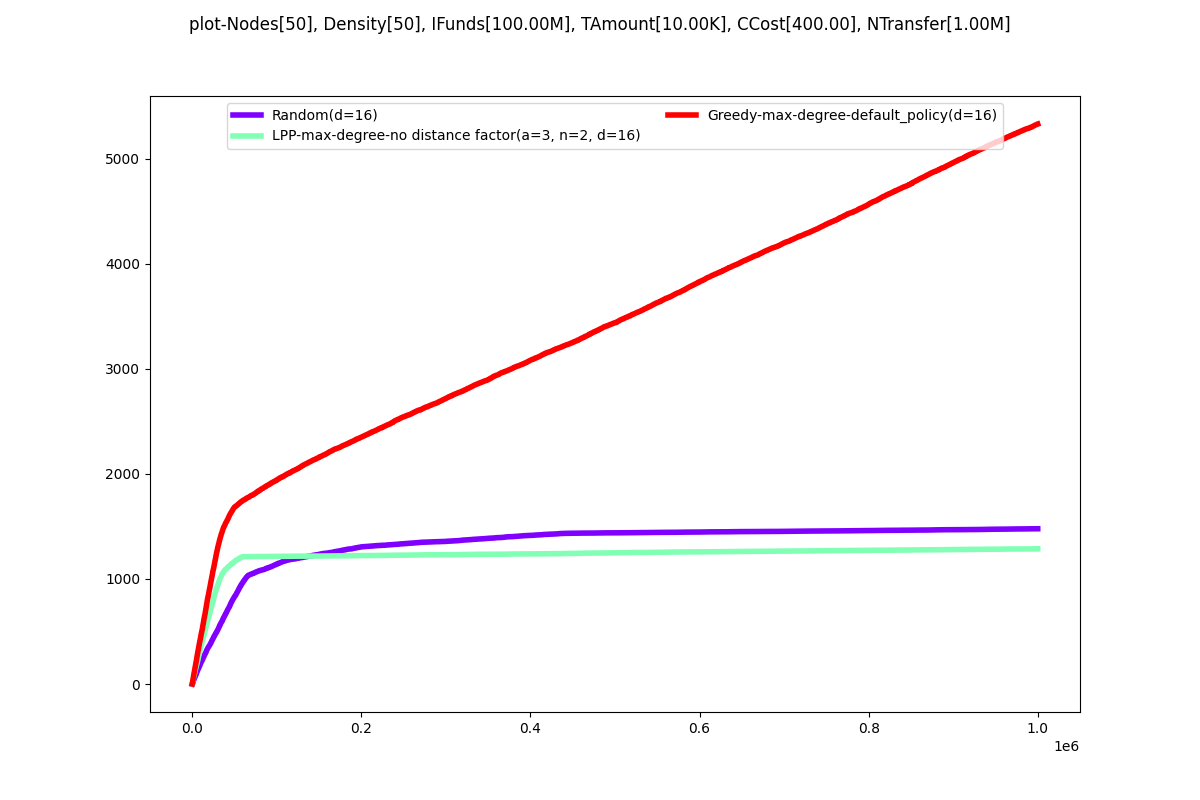 plot-Nodes[50], Density[50], IFunds[100.00M], TAmount[10.00K], CCost[400.00], NTransfer[1.00M]
Random(d=16)
LPP-max-degree-no distance factor(a=3, n=2, d=16)
Greedy-max-degree-default_policy(d=16)
5000
4000
3000
2000
1000
0
0.0 0.2 0.4 0.6 0.8 1.0
1e6